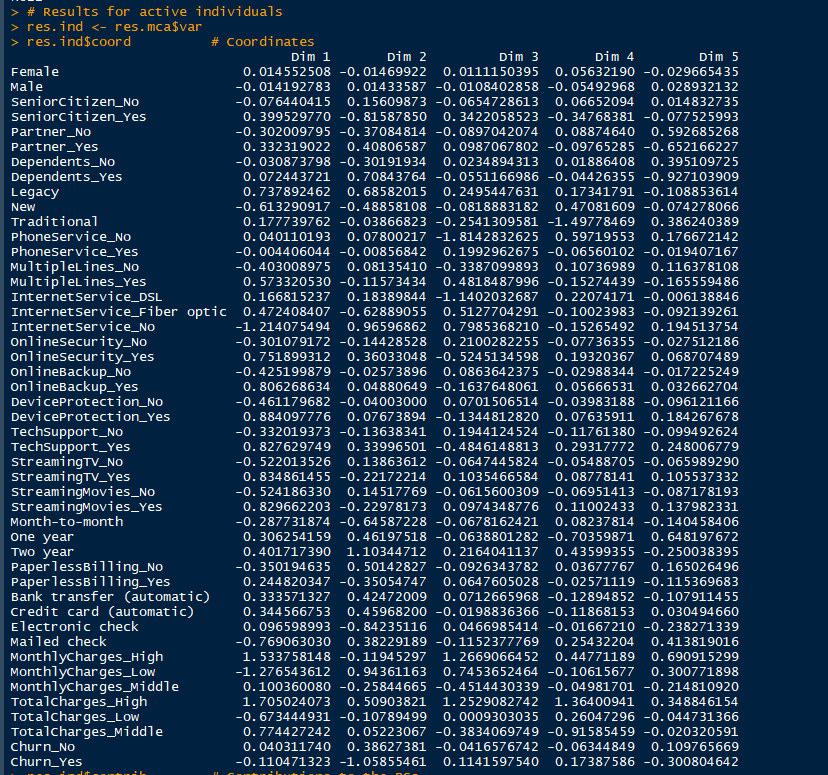 > # Results for active individuals
> res.ind <- res.mca$var
> res.ind$coord # Coordinates
Dim 1 Dim 2 Dim 3 Dim 4 Dim 5
Female 0.014552508 -0.01469922 0.0111150395 0.05632190 -0.029665435
Male -0.014192783 0.01433587 -0.0108402858 -0.05492968 0.028932132
SeniorCitizen_No -0.076440415 0.15609873 -0.0654728613 0.06652094 0.014832735
SeniorCitizen_Yes 0.399529770 -0.81587850 0.3422058523 -0.34768381 -0.077525993
Partner_No -0.302009795 -0.37084814 -0.0897042074 0.08874640 0.592685268
Partner_Yes 0.332319022 0.40806587 0.0987067802 -0.09765285 -0.652166227
Dependents_No -0.030873798 -0.30191934 0.0234894313 0.01886408 0.395109725
Dependents_Yes 0.072443721 0.70843764 -0.0551166986 -0.04426355 -0.927103909
Legacy 0.737892462 0.68582015 0.2495447631 0.17341791 -0.108853614
New -0.613290917 -0.48858108 -0.0818883182 0.47081609 -0.074278066
Traditional 0.177739762 -0.03866823 -0.2541309581 -1.49778469 0.386240389
PhoneService_No 0.040110193 0.07800217 -1.8142832625 0.59719553 0.176672142
PhoneService_Yes -0.004406044 -0.00856842 0.1992962675 -0.06560102 -0.019407167
MultipleLines_No -0.403008975 0.08135410 -0.3387099893 0.10736989 0.116378108
MultipleLines_Yes 0.573320530 -0.11573434 0.4818487996 -0.15274439 -0.165559486
InternetService_DSL 0.166815237 0.18398844 -1.1402032687 0.22074171 -0.006138846
InternetService_Fiber optic 0.472408407 -0.62889055 0.5127704291 -0.10023983 -0.092139261
InternetService_No -1.214075494 0.96596862 0.7985368210 -0.15265492 0.194513754
OnlineSecurity_No -0.301079172 -0.14428528 0.2100282255 -0.07736355 -0.027512186
OnlineSecurity_Yes 0.751899312 0.36033048 -0.5245134598 0.19320367 0.068707489
OnlineBackup_No -0.425199879 -0.02573896 0.0863642375 -0.02988344 -0.017225249
OnlineBackup_Yes 0.806268634 0.04880649 -0.1637648061 0.05666531 0.032662704
DeviceProtection_No -0.461179682 -0.04003000 0.0701506514 -0.03983188 -0.096121166
DeviceProtection_Yes 0.884097776 0.07673894 -0.1344812820 0.07635911 0.184267678
TechSupport_No -0.332019373 -0.13638341 0.1944124524 -0.11761380 -0.099492624
TechSupport_Yes 0.827629749 0.33996501 -0.4846148813 0.29317772 0.248006779
StreamingTV_No -0.522013526 0.13863612 -0.0647445824 -0.05488705 -0.065989290
StreamingTV_Yes 0.834861455 -0.22172214 0.1035466584 0.08778141 0.105537332
StreamingMovies_No -0.524186330 0.14517769 -0.0615600309 -0.06951413 -0.087178193
StreamingMovies_Yes 0.829662203 -0.22978173 0.0974348776 0.11002433 0.137982331
Month-to-month -0.287731874 -0.64587228 -0.0678162421 0.08237814 -0.140458406
One year 0.306254159 0.46197518 -0.0638801282 -0.70359871 0.648197672
Two year 0.401717390 1.10344712 0.2164041137 0.43599355 -0.250038395
PaperlessBilling_No -0.350194635 0.50142827 -0.0926343782 0.03677767 0.165026496
PaperlessBilling_Yes 0.244820347 -0.35054747 0.0647605028 -0.02571119 -0.115369683
Bank transfer (automatic) 0.333571327 0.42472009 0.0712665968 -0.12894852 -0.107911455
Credit card (automatic) 0.344566753 0.45968200 -0.0198836366 -0.11868153 0.030494660
Electronic check 0.096598993 -0.84235116 0.0466985414 -0.01667210 -0.238271339
Mailed check -0.769063030 0.38229189 -0.1152377769 0.25432204 0.413819016
MonthlyCharges_High 1.533758148 -0.11945297 1.2669066452 0.44771189 0.690915299
MonthlyCharges_Low -1.276543612 0.94361163 0.7453652464 -0.10615677 0.300771898
MonthlyCharges_Middle 0.100360080 -0.25844665 -0.4514430339 -0.04981701 -0.214810920
TotalCharges_High 1.705024073 0.50903821 1.2529082742 1.36400941 0.348846154
TotalCharges_Low -0.673444931 -0.10789499 0.0009303035 0.26047296 -0.044731366
TotalCharges_Middle 0.774427242 0.05223067 -0.3834069749 -0.91585459 -0.020320591
Churn_No 0.040311740 0.38627381 -0.0416576742 -0.06344849 0.109765669
Churn_Yes -0.110471323 -1.05855461 0.1141597540 0.17387586 -0.300804642